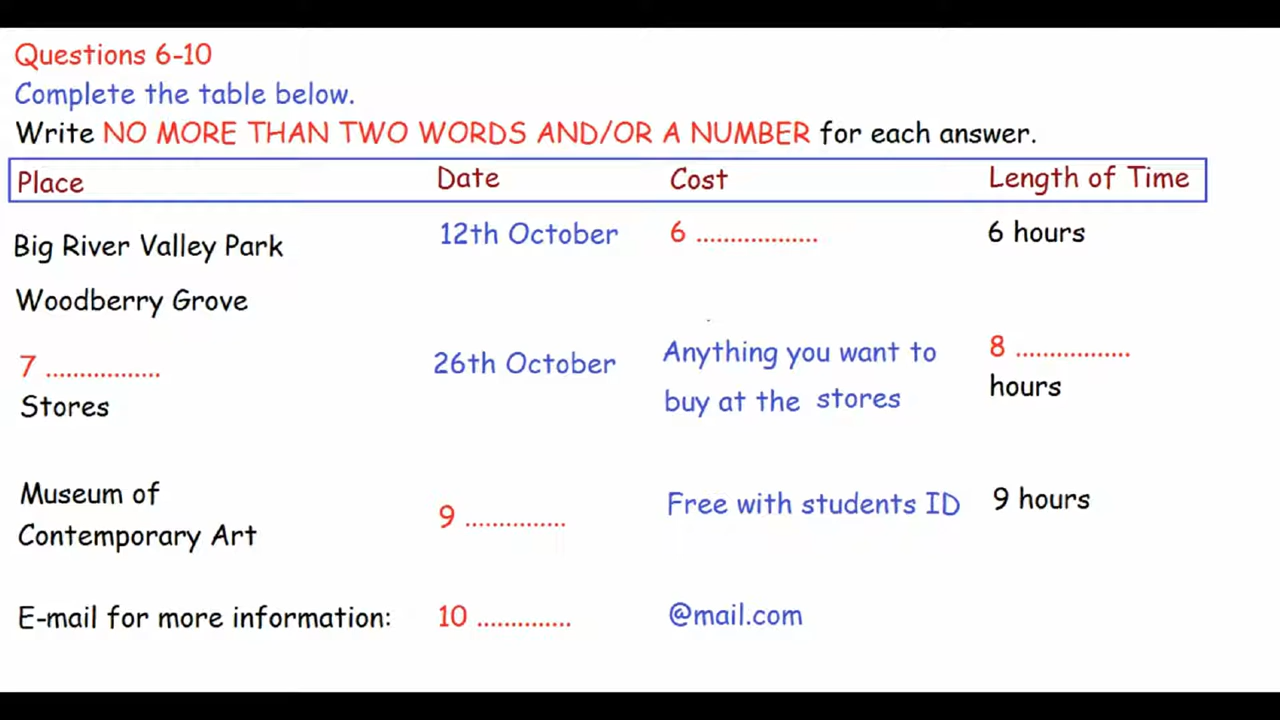 Questions 6-10
Complete the table below.
Write NO MORE THAN TWO WORDS AND/OR A NUMBER for each answer.
Place Date Cost Length of Time
Big River Valley Park 12th October 6 .................. 6 hours
Woodberry Grove
7 ................. 26th October Anything you want to 8 .................
Stores buy at the stores hours
Museum of Free with students ID 9 hours
Contemporary Art 9 ...............
E-mail for more information: 10 .............. @mail.com